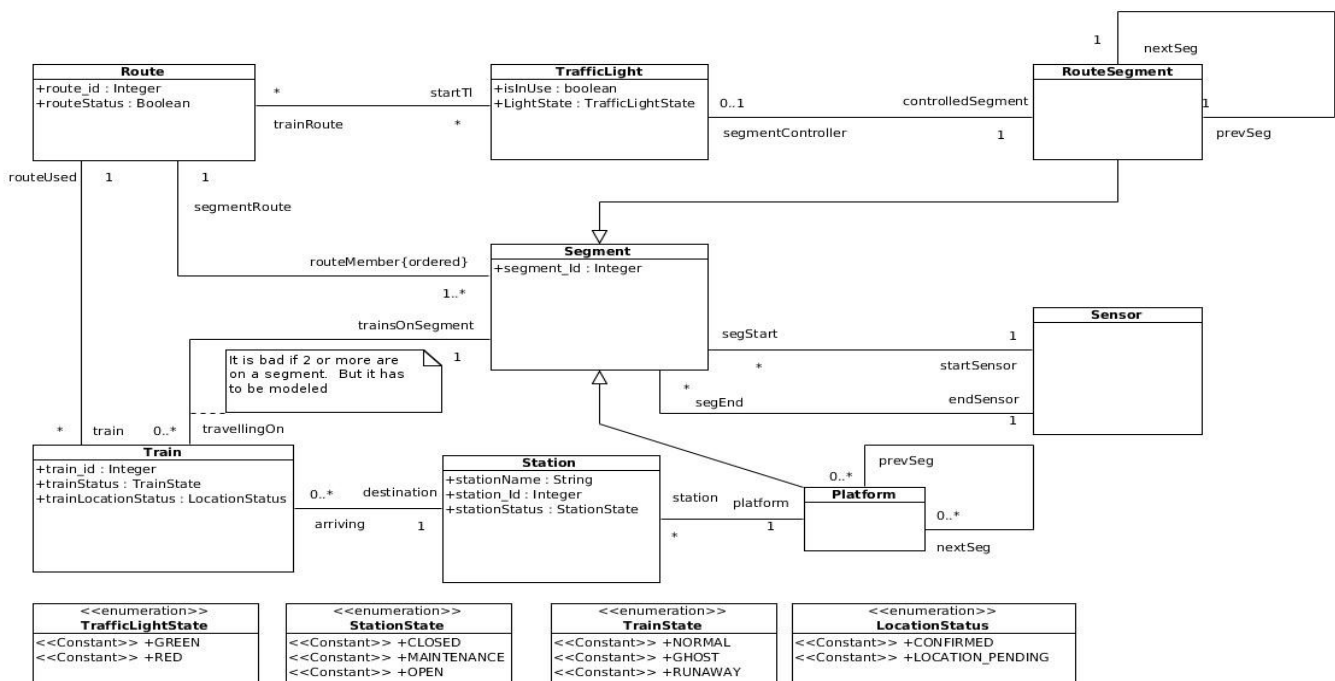 1
nextSeg
Route
+route_id : Integer
+routeStatus : Boolean
TrafficLight
+isInUse : boolean
+LightState : TrafficLightState
RouteSegment
*
startTl
trainRoute
*
0..1
controlledSegment
segmentController
1
1
prevSeg
routeUsed
1
1
segmentRoute
routeMember{ordered}
1..*
Segment
+segment_Id : Integer
trainsOnSegment
1
It is bad if 2 or more are
on a segment. But it has
to be modeled
segStart
1
*
startSensor
Sensor
*
segEnd
endSensor
1
*
train
0..*
travellingOn
Train
+train_id : Integer
+trainStatus : TrainState
+trainLocationStatus : LocationStatus
0..*
destination
arriving
1
Station
+stationName : String
+station_Id : Integer
+stationStatus : StationState
station
platform
*
1
prevSeg
0..*
Platform
0..*
nextSeg
<<enumeration>>
TrafficLightState
<<Constant>> +GREEN
<<Constant>> +RED
<<enumeration>>
StationState
<<Constant>> +CLOSED
<<Constant>> +MAINTENANCE
<<Constant>> +OPEN
<<enumeration>>
TrainState
<<Constant>> +NORMAL
<<Constant>> +GHOST
<<Constant>> +RUNAWAY
<<enumeration>>
LocationStatus
<<Constant>> +CONFIRMED
<<Constant>> +LOCATION_PENDING